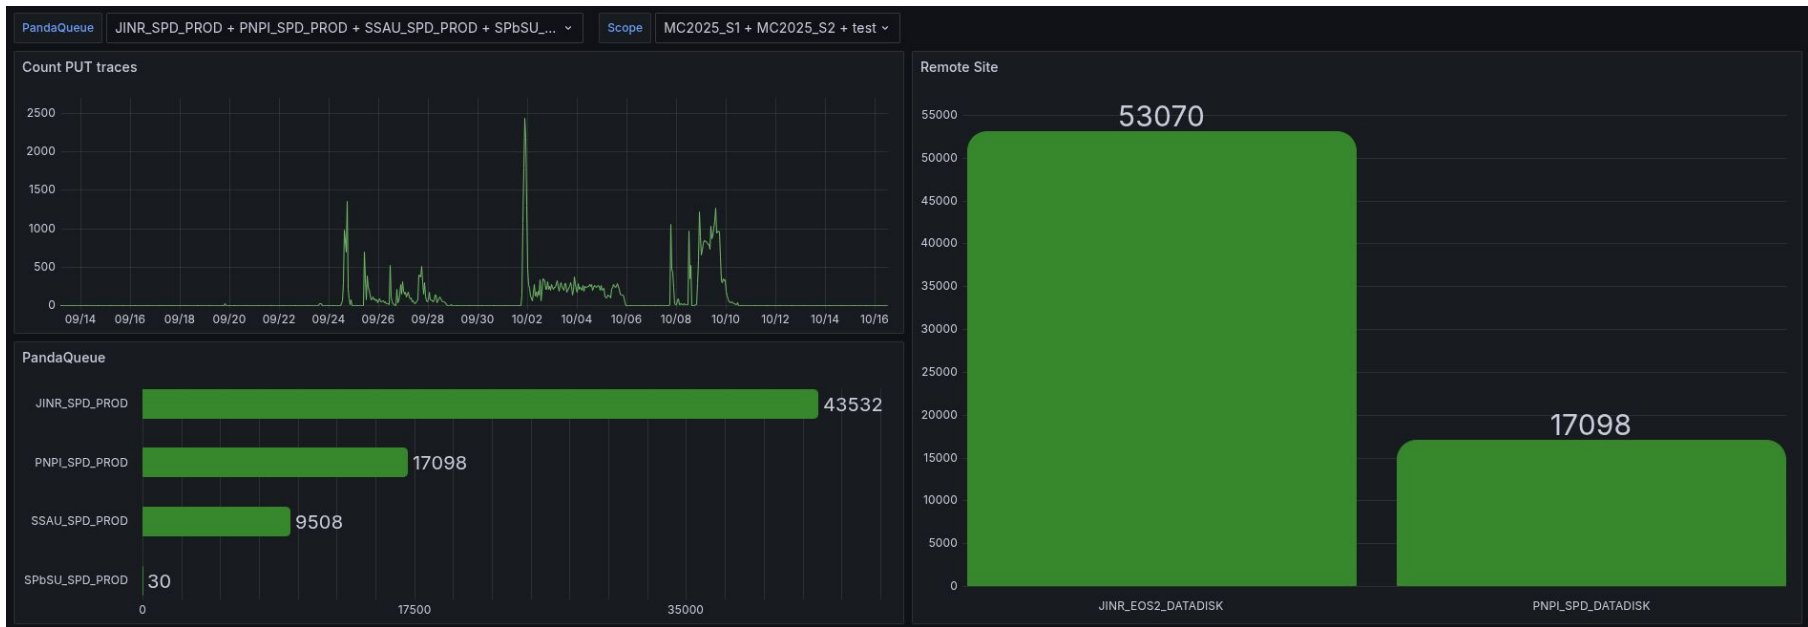 PandaQueue JINR_SPD_PROD + PNPI_SPD_PROD + SSAU_SPD_PROD + SPbSU_... Scope MC2025_S1 + MC2025_S2 + test
Count PUT traces
2500
2000
1500
1000
500
0
09/14 09/16 09/18 09/20 09/22 09/24 09/26 09/28 09/30 10/02 10/04 10/06 10/08 10/10 10/12 10/14 10/16
PandaQueue
JINR_SPD_PROD 43532
PNPI_SPD_PROD 17098
SSAU_SPD_PROD 9508
SPbSU_SPD_PROD 30
0 17500 35000
Remote Site
55000
50000
45000
40000
35000
30000
25000
20000
15000
10000
5000
0
53070
17098
JINR_EOS2_DATADISK PNPI_SPD_DATADISK